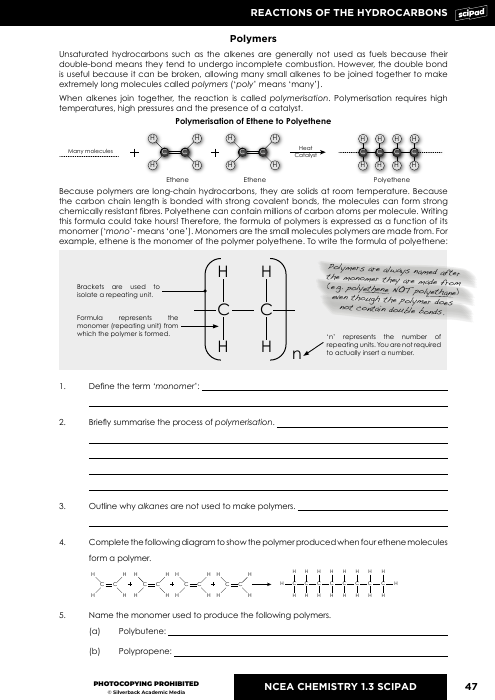 REACTIONS OF THE HYDROCARBONS scipad
Polymers
Unsaturated hydrocarbons such as the alkenes are generally not used as fuels because their
double-bond means they tend to undergo incomplete combustion. However, the double bond
is useful because it can be broken, allowing many small alkenes to be joined together to make
extremely long molecules called polymers ('poly' means 'many').
When alkenes join together, the reaction is called polymerisation. Polymerisation requires high
temperatures, high pressures and the presence of a catalyst.
Polymerisation of Ethene to Polyethene
H H H H H H H H
Many molecules + C C + C C Heat Catalyst C C C C
H H H H H H H H
Ethene Ethene Polyethene
Because polymers are long-chain hydrocarbons, they are solids at room temperature. Because
the carbon chain length is bonded with strong covalent bonds, the molecules can form strong
chemically resistant fibres. Polyethene can contain millions of carbon atoms per molecule. Writing
this formula could take hours! Therefore, the formula of polymers is expressed as a function of its
monomer ('mono'- means 'one'). Monomers are the small molecules polymers are made from. For
example, ethene is the monomer of the polymer polyethene. To write the formula of polyethene:
Brackets are used to
isolate a repeating unit.
Formula represents the
monomer (repeating unit) from
which the polymer is formed.
H H
C C
H H
n
Polymers are always named after
the monomer they are made from
(e.g. polyethene NOT polyethane)
even though the polymer does
not contain double bonds.
'n' represents the number of
repeating units. You are not required
to actually insert a number.
1. Define the term 'monomer':
2. Briefly summarise the process of polymerisation.
3. Outline why alkanes are not used to make polymers.
4. Complete the following diagram to show the polymer produced when four ethene molecules
form a polymer.
H H H H H H H H H H H H H H H H
C = C + C = C + C = C + C = C H C C C C C C C C H
H H H H H H H H H H H H H H H H
5. Name the monomer used to produce the following polymers.
(a) Polybutene:
(b) Polypropene:
PHOTOCOPYING PROHIBITED
© Silverback Academic Media
NCEA CHEMISTRY 1.3 SCIPAD 47